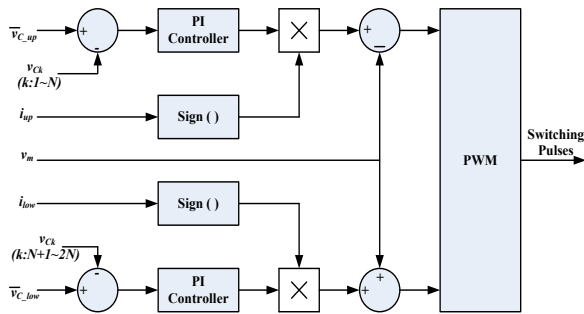 v̅C_up
+
-
vCk
(k:1~N)
PI
Controller
×
+
–
iup
Sign ( )
vm
PWM
Switching
Pulses
ilow
Sign ( )
vCk
(k:N+1~2N)
-
v̅C_low
+
PI
Controller
×
+
+